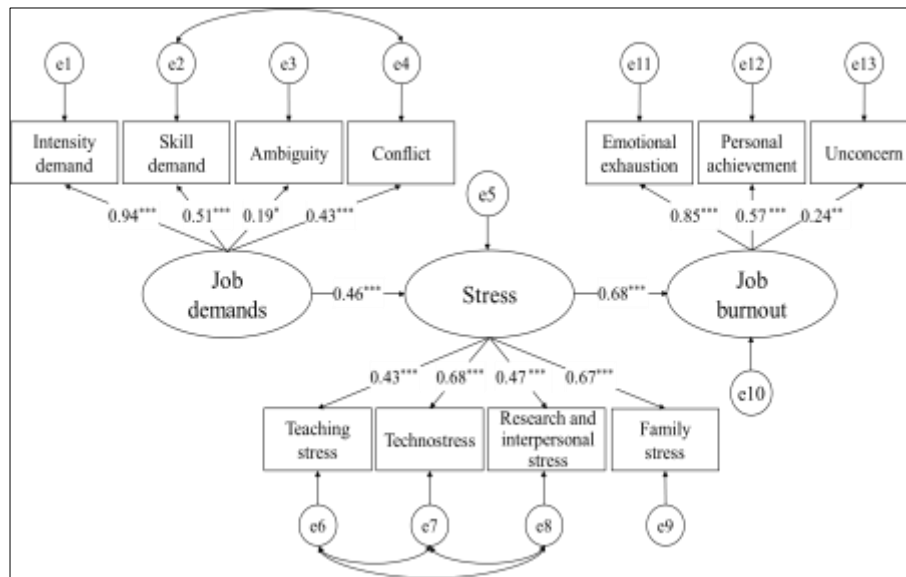 e1 e2 e3 e4 e11 e12 e13
Intensity demand
Skill demand
Ambiguity
Conflict
Emotional exhaustion
Personal achievement
Unconcern
e5
0.94*** 0.51*** 0.19* 0.43*** 0.85*** 0.57*** 0.24**
Job demands
0.46***
Stress
0.68***
Job burnout
0.43*** 0.68*** 0.47*** 0.67***
e10
Teaching stress
Technostress
Research and interpersonal stress
Family stress
e6 e7 e8 e9